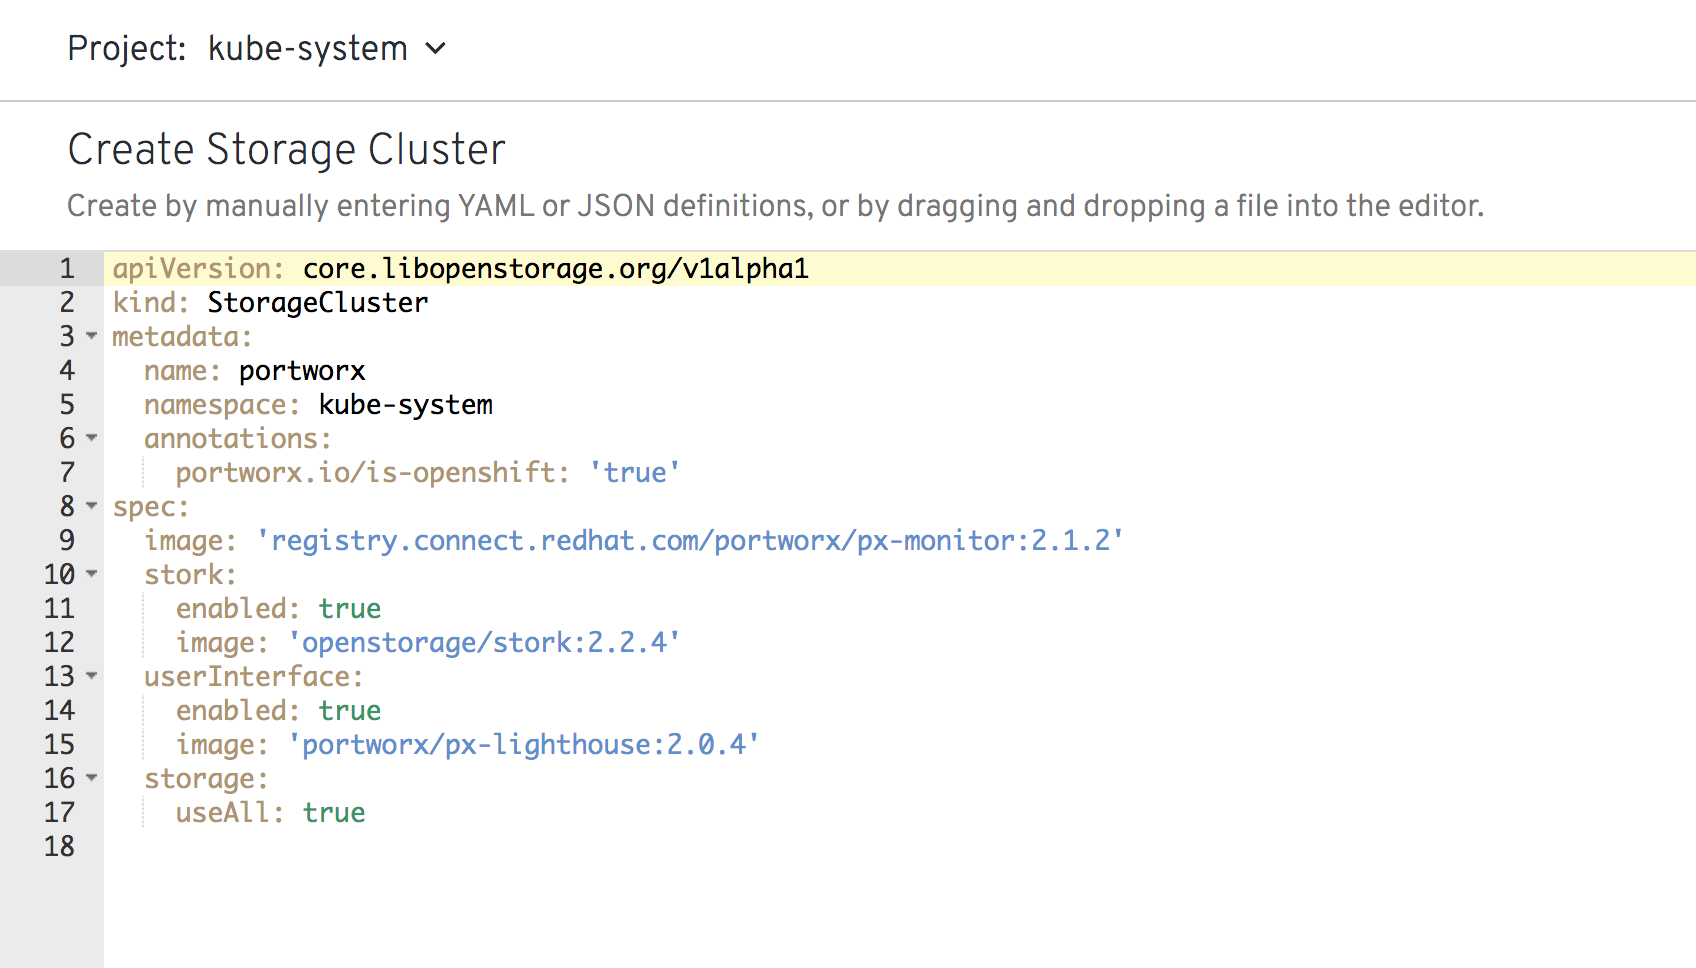 Project: kube-system
Create Storage Cluster
Create by manually entering YAML or JSON definitions, or by dragging and dropping a file into the editor.
1 apiVersion: core.libopenstorage.org/v1alpha1
2 kind: StorageCluster
3 metadata:
4   name: portworx
5   namespace: kube-system
6   annotations:
7     portworx.io/is-openshift: 'true'
8 spec:
9   image: 'registry.connect.redhat.com/portworx/px-monitor:2.1.2'
10   stork:
11     enabled: true
12     image: 'openstorage/stork:2.2.4'
13   userInterface:
14     enabled: true
15     image: 'portworx/px-lighthouse:2.0.4'
16   storage:
17     useAll: true
18